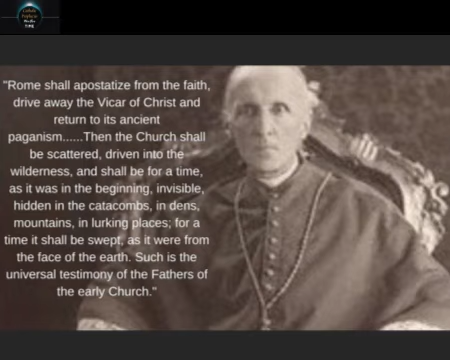 "Rome shall apostatize from the faith,
drive away the Vicar of Christ and
return to its ancient
paganism......Then the Church shall
be scattered, driven into the
wilderness, and shall be for a time,
as it was in the beginning, invisible,
hidden in the catacombs, in dens,
mountains, in lurking places; for a
time it shall be swept, as it were from
the face of the earth. Such is the
universal testimony of the Fathers of
the early Church."